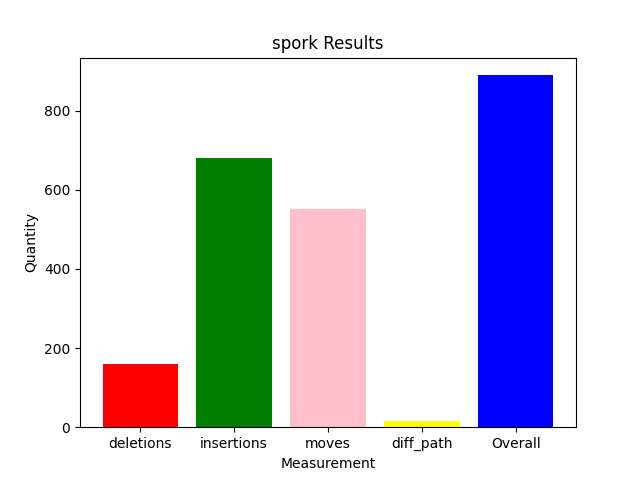 spork Results
Quantity
800
600
400
200
0
deletions insertions moves diff_path Overall
Measurement